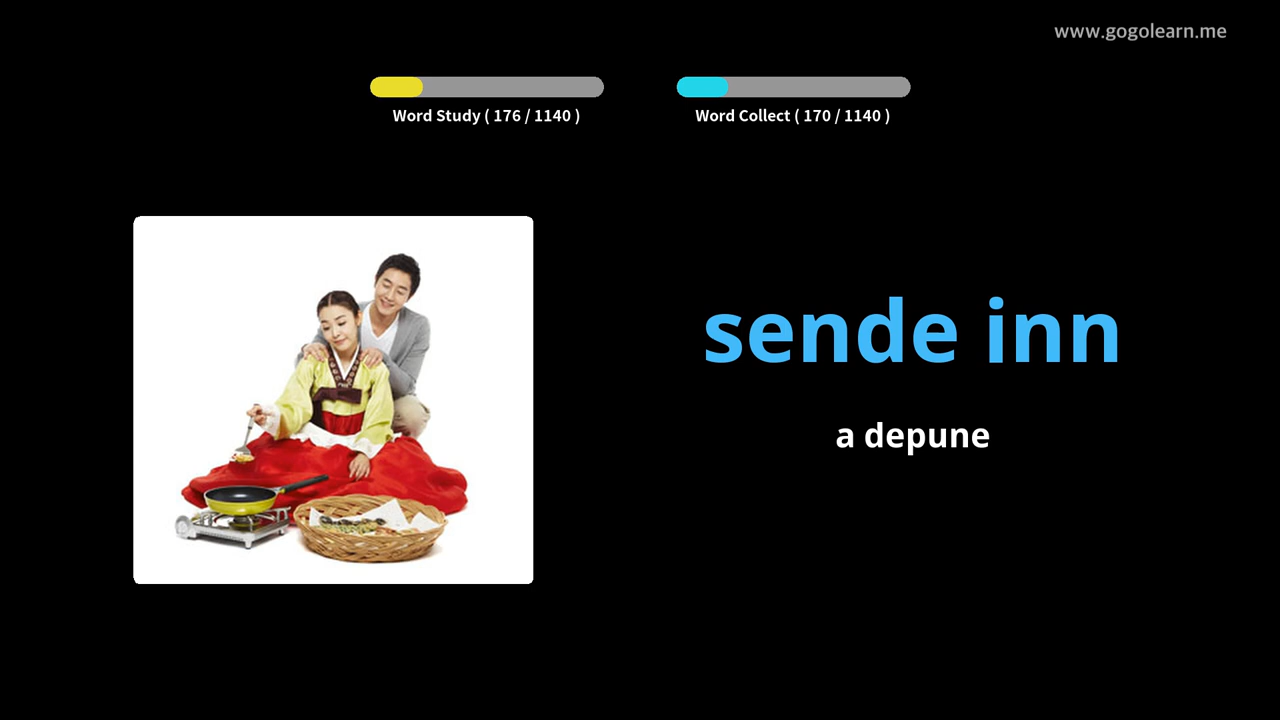 www.gogolearn.me
Word Study ( 176 / 1140 )
Word Collect ( 170 / 1140 )
sende inn
a depune